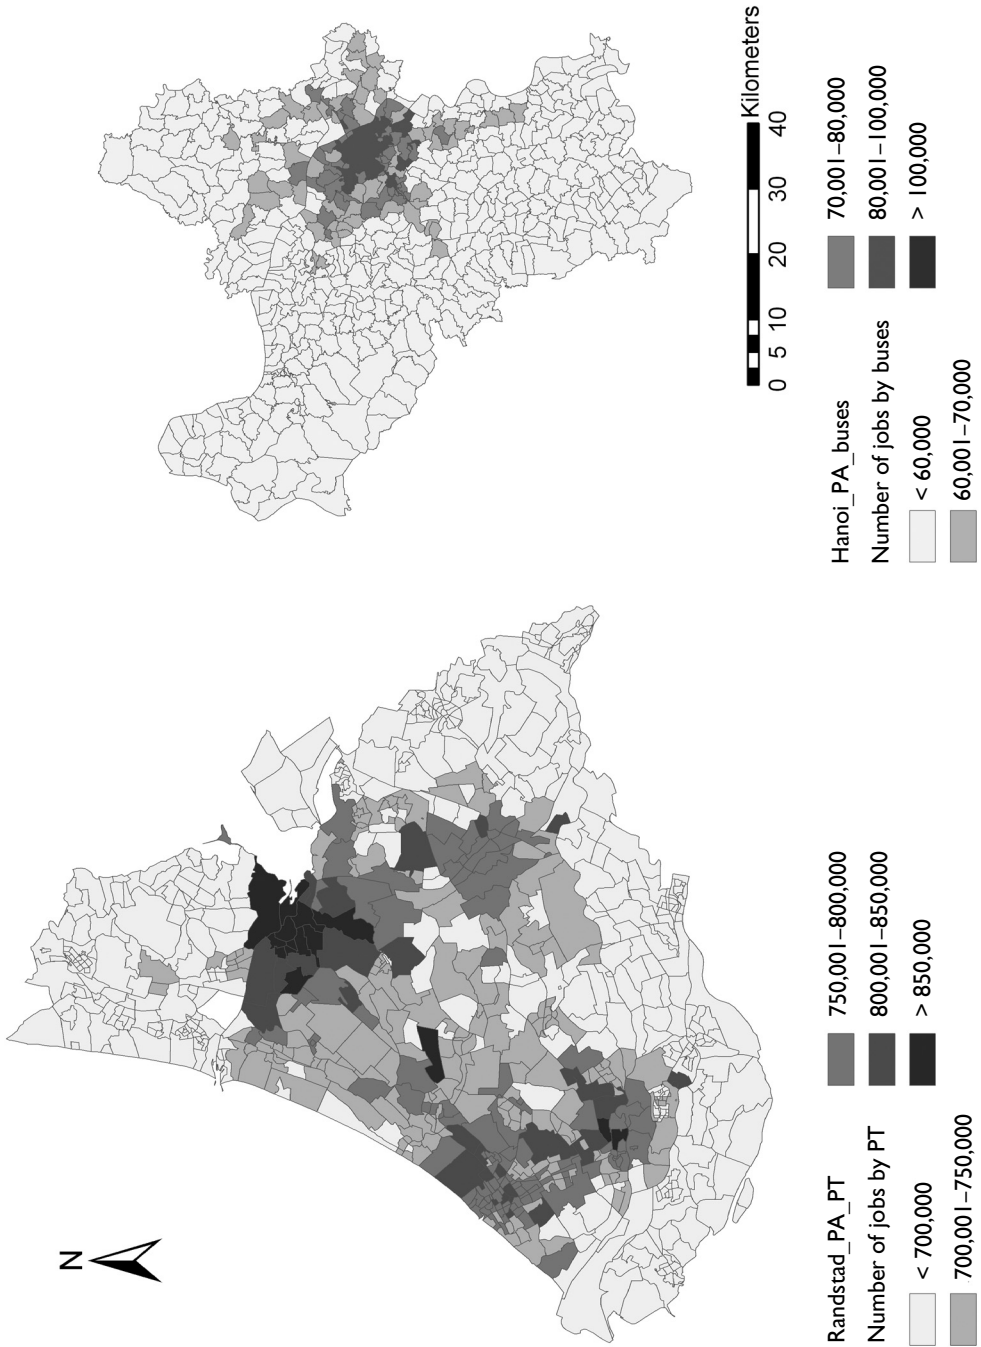 N
Randstad_PA_PT
Number of jobs by PT
< 700,000
700,001–750,000
750,001–800,000
800,001–850,000
> 850,000
0 5 10 20 30 40
Kilometers
Hanoi_PA_buses
Number of jobs by buses
< 60,000
60,001–70,000
70,001–80,000
80,001–100,000
> 100,000